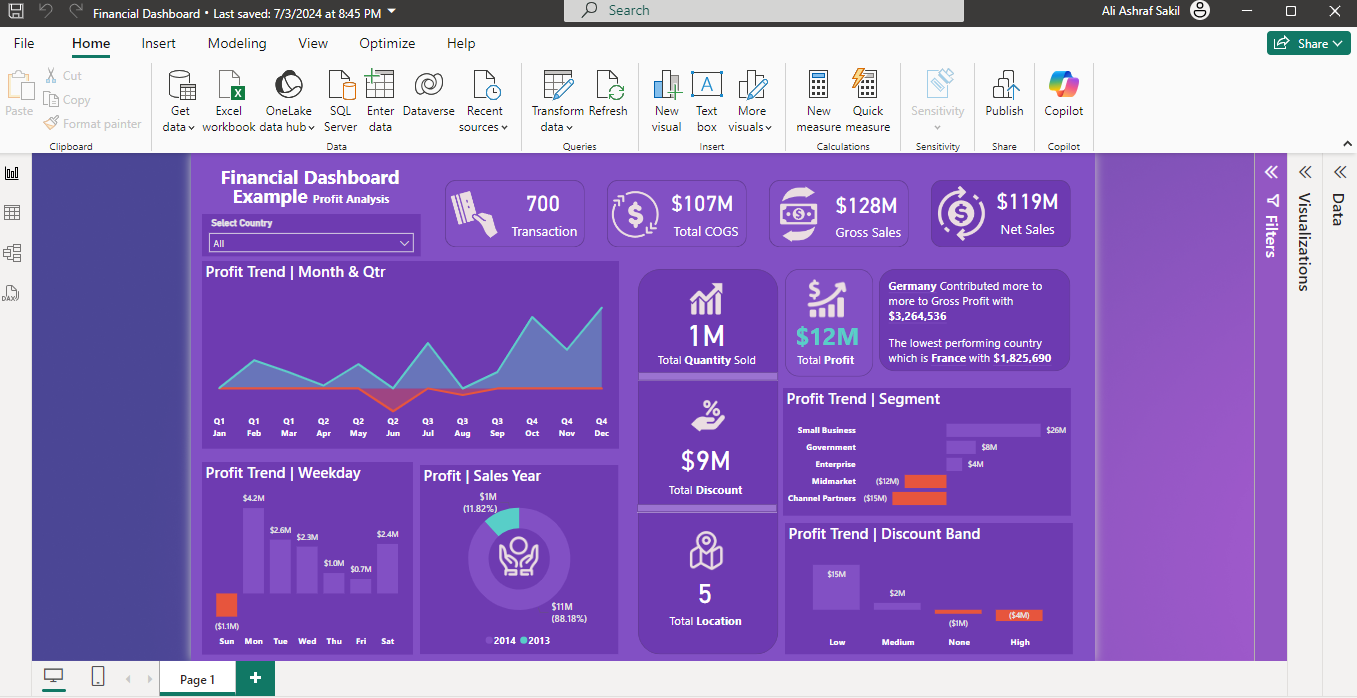 Financial Dashboard • Last saved: 7/3/2024 at 8:45 PM
Search
Ali Ashraf Sakil
File Home Insert Modeling View Optimize Help
Share
Paste
Cut
Copy
Format painter
Clipboard
Get data
Excel workbook
OneLake data hub
SQL Server
Enter data
Dataverse
Recent sources
Data
Transform data
Refresh
Queries
New visual
Text box
More visuals
Insert
New measure
Quick measure
Calculations
Sensitivity
Sensitivity
Publish
Share
Copilot
Copilot
DAX
Financial Dashboard
Example Profit Analysis
Select Country
All
700
Transaction
$107M
Total COGS
$128M
Gross Sales
$119M
Net Sales
Profit Trend | Month & Qtr
Q1 Q1 Q1 Q2 Q2 Q2 Q3 Q3 Q3 Q4 Q4 Q4
Jan Feb Mar Apr May Jun Jul Aug Sep Oct Nov Dec
1M
Total Quantity Sold
$12M
Total Profit
Germany Contributed more to
more to Gross Profit with
$3,264,536
The lowest performing country
which is France with $1,825,690
$9M
Total Discount
5
Total Location
Profit Trend | Segment
Small Business $26M
Government $8M
Enterprise $4M
Midmarket ($12M)
Channel Partners ($15M)
Profit Trend | Weekday
$4.2M
$2.6M
$2.3M
$1.0M
$0.7M
$2.4M
($1.1M)
Sun Mon Tue Wed Thu Fri Sat
Profit | Sales Year
$1M
(11.82%)
$11M
(88.18%)
2014 2013
Profit Trend | Discount Band
$15M
$2M
($1M)
($4M)
Low Medium None High
Filters
Visualizations
Data
Page 1
+